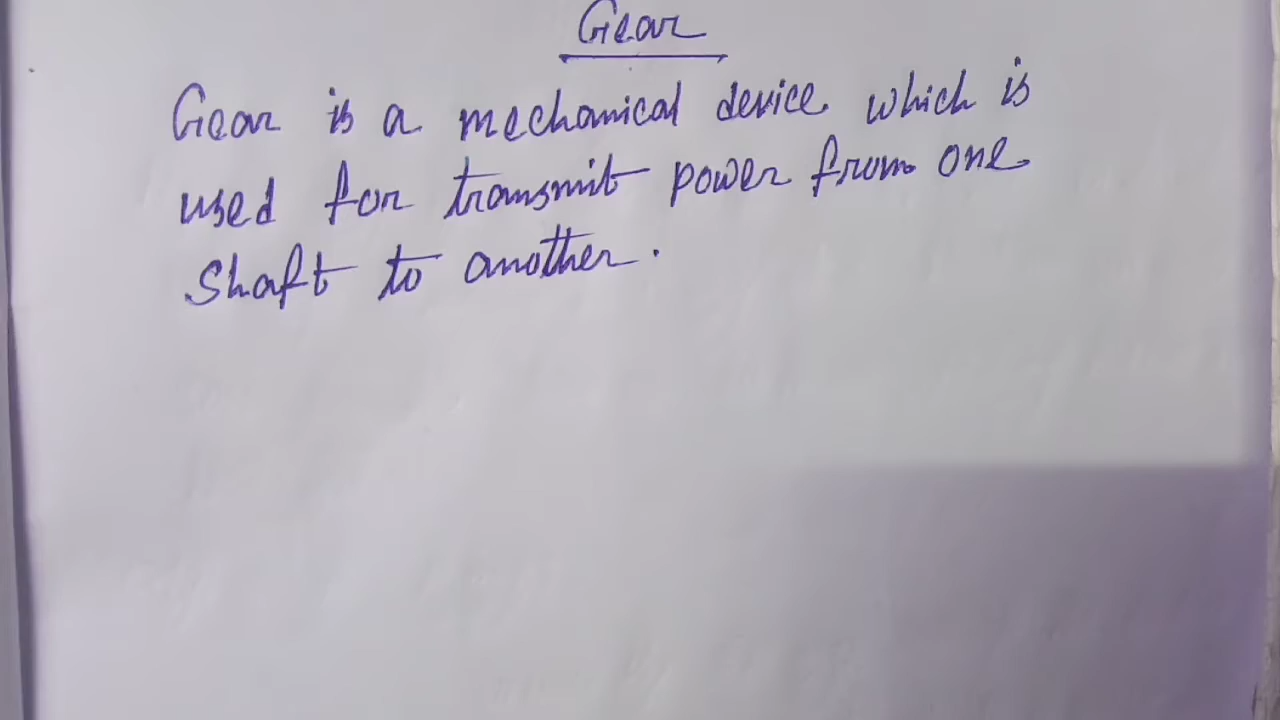 Gear
Gear is a mechanical device which is
used for transmit power from one
shaft to another.